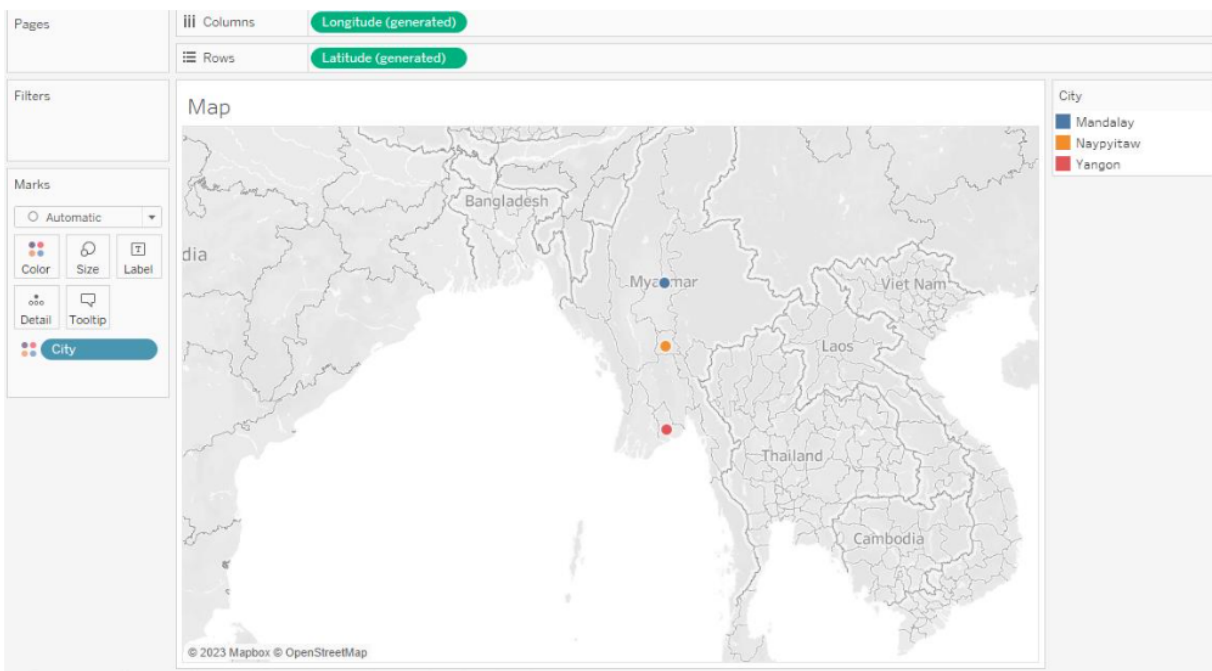 Pages
Columns
Longitude (generated)
Rows
Latitude (generated)
Filters
Marks
Automatic
Color
Size
T
Label
Detail
Tooltip
City
Map
Bangladesh
dia
Myanmar
Viet Nam
Laos
Thailand
Cambodia
© 2023 Mapbox © OpenStreetMap
City
Mandalay
Naypyitaw
Yangon